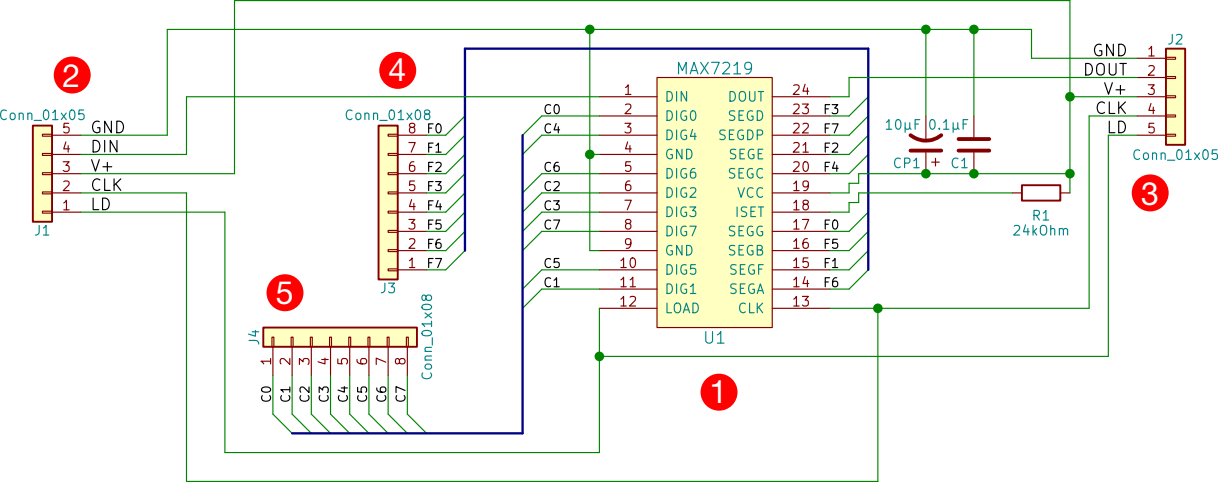 2
Conn_01x05
5 GND
4 DIN
3 V+
2 CLK
1 LD
J1
4
Conn_01x08
8 F0
7 F1
6 F2
5 F3
4 F4
3 F5
2 F6
1 F7
J3
5
J4
Conn_01x08
1 2 3 4 5 6 7 8
C0 C1 C2 C3 C4 C5 C6 C7
MAX7219
1 DIN DOUT 24
C0 2 DIG0 SEGD 23 F3
C4 3 DIG4 SEGDP 22 F7
4 GND SEGE 21 F2
C6 5 DIG6 SEGC 20 F4
C2 6 DIG2 VCC 19
C3 7 DIG3 ISET 18
C7 8 DIG7 SEGG 17 F0
9 GND SEGB 16 F5
C5 10 DIG5 SEGF 15 F1
C1 11 DIG1 SEGA 14 F6
12 LOAD CLK 13
U1
1
10µF 0.1µF
CP1 + C1
R1
24kOhm
J2
GND 1
DOUT 2
V+ 3
CLK 4
LD 5
Conn_01x05
3